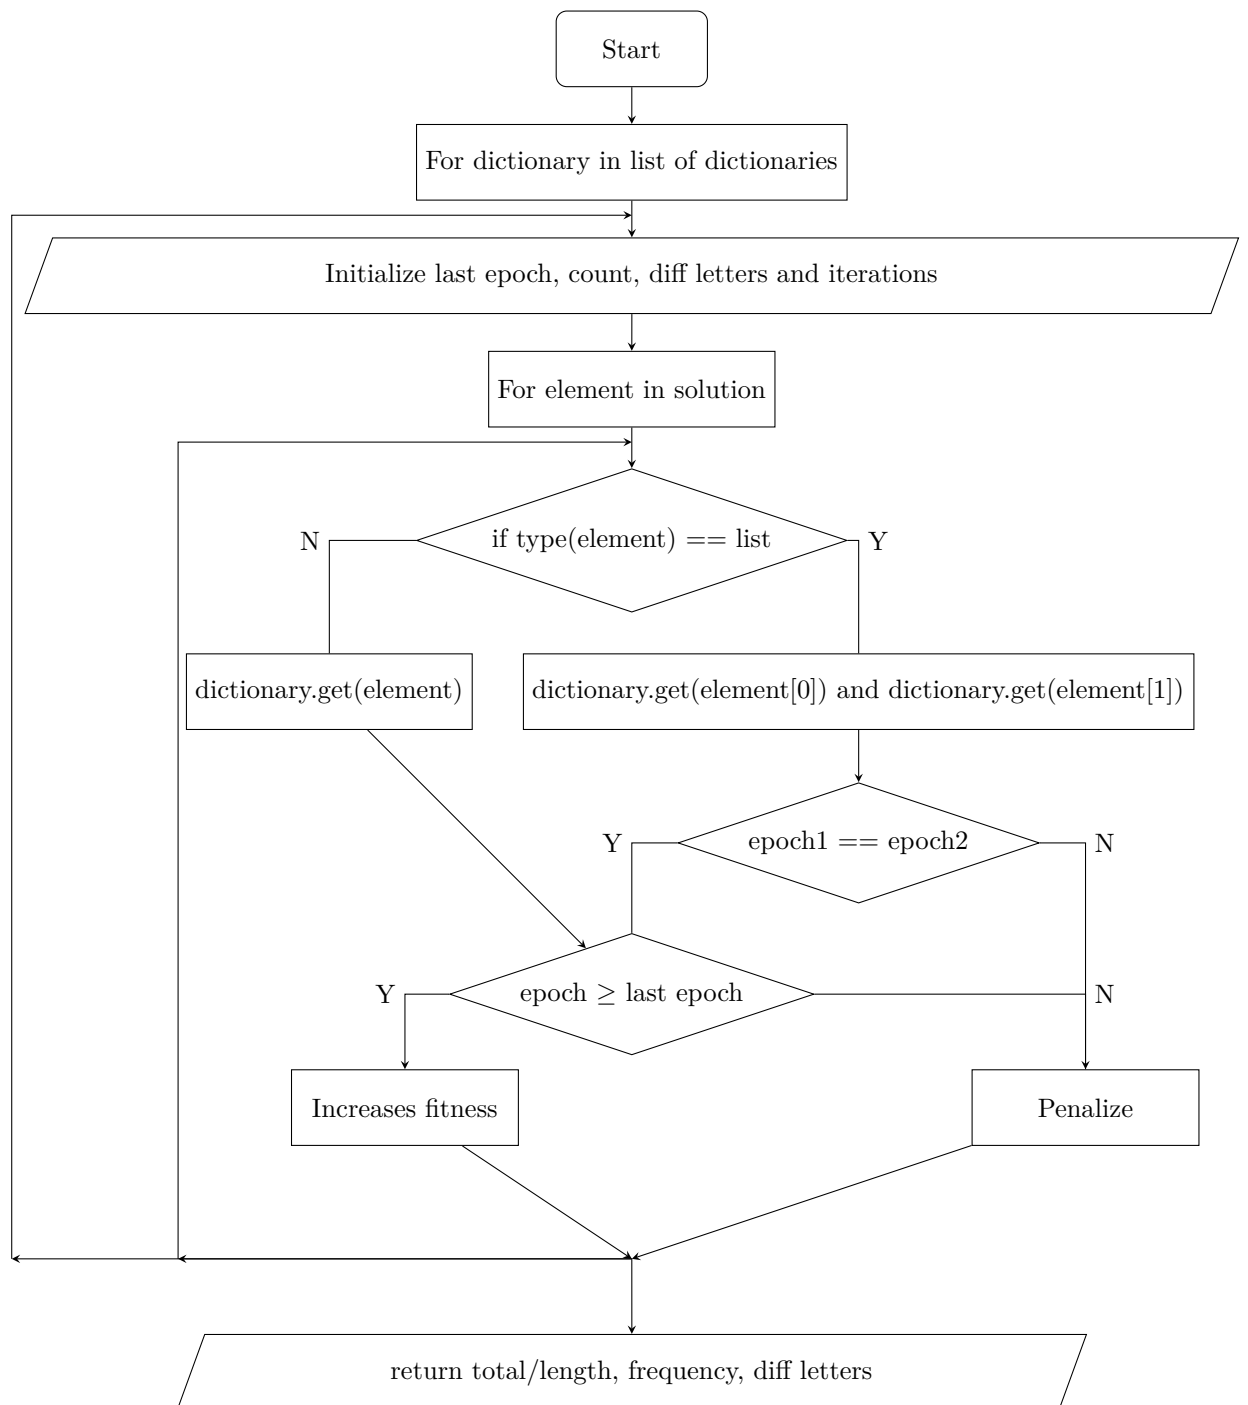 Start
For dictionary in list of dictionaries
Initialize last epoch, count, diff letters and iterations
For element in solution
N
if type(element) == list
Y
dictionary.get(element)
dictionary.get(element[0]) and dictionary.get(element[1])
Y
epoch1 == epoch2
N
Y
epoch ≥ last epoch
N
Increases fitness
Penalize
return total/length, frequency, diff letters